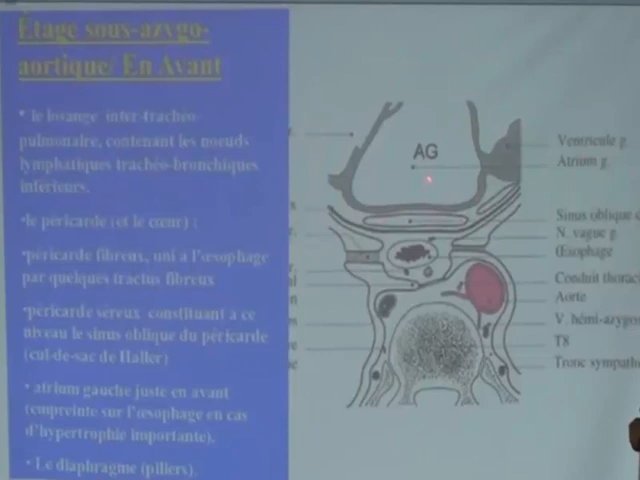 Étage sous-azygo-
aortique/ En Avant
• le losange inter-trachéo-
pulmonaire, contenant les nœuds
lymphatiques trachéo-bronchiques
inférieurs.
•le péricarde (et le cœur) :
•péricarde fibreux, uni à l'œsophage
par quelques tractus fibreux
•péricarde séreux constituant à ce
niveau le sinus oblique du péricarde
(cul-de-sac de Haller)
• atrium gauche juste en avant
(empreinte sur l'œsophage en cas
d'hypertrophie importante).
• Le diaphragme (piliers).
AG
Ventricule g.
Atrium g.
Sinus oblique
N. vague g.
Œsophage
Conduit thorac
Aorte
V. hémi-azygo
T8
Tronc sympath